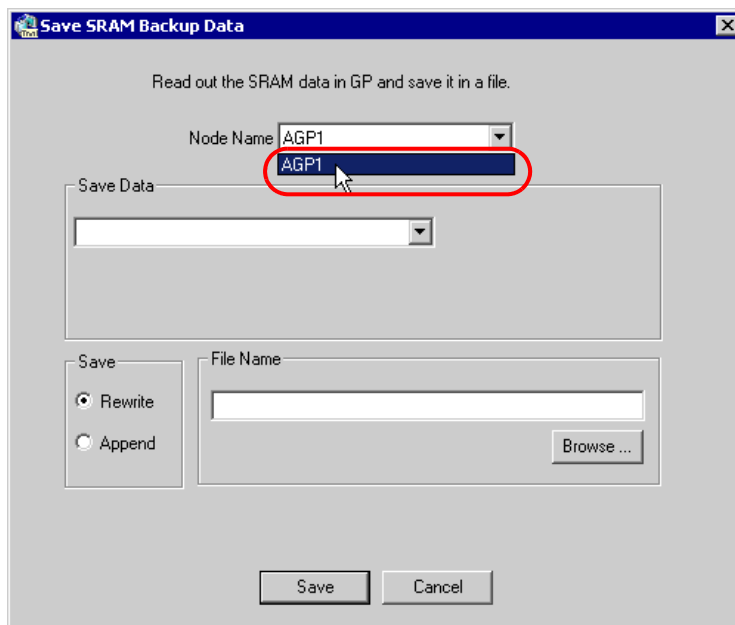 Save SRAM Backup Data
Read out the SRAM data in GP and save it in a file.
Node Name AGP1
AGP1
Save Data
Save
Rewrite
Append
File Name
Browse ...
Save
Cancel